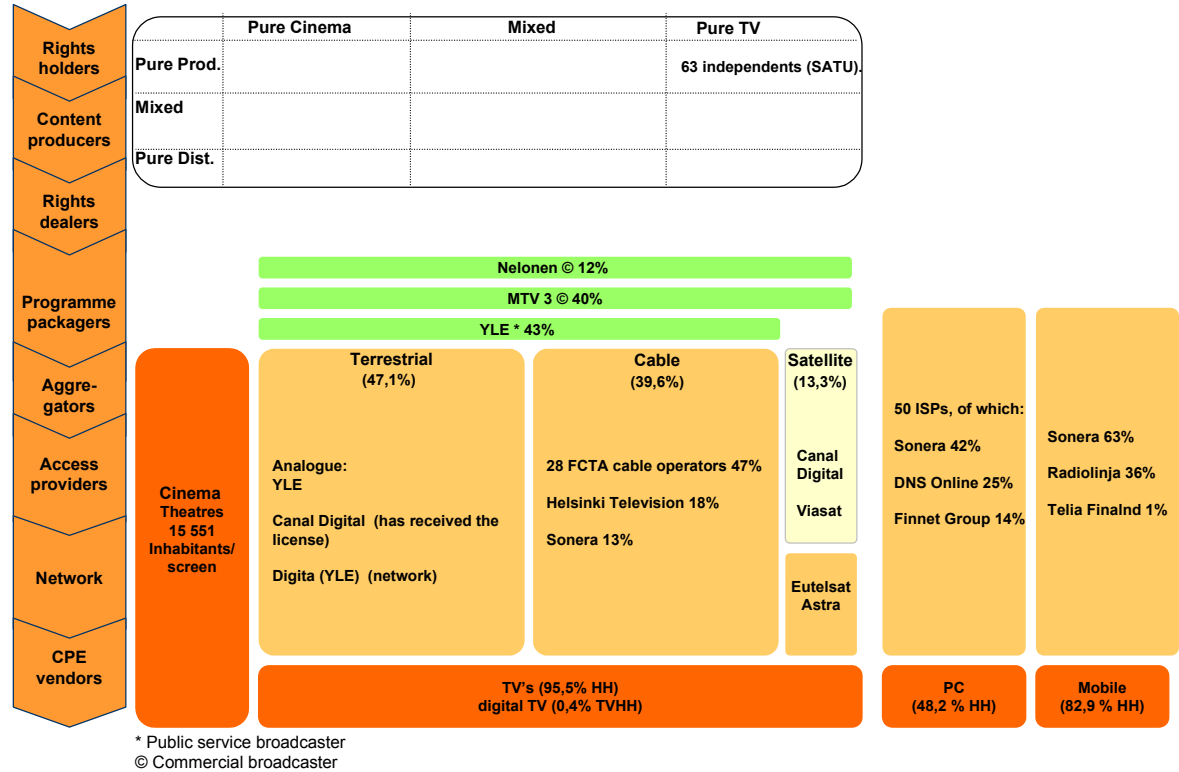 Rights
holders
Content
producers
Rights
dealers
Programme
packagers
Aggre-
gators
Access
providers
Network
CPE
vendors
Pure Cinema
Mixed
Pure TV
Pure Prod.
63 independents (SATU).
Mixed
Pure Dist.
Nelonen © 12%
MTV 3 © 40%
YLE * 43%
Cinema
Theatres
15 551
Inhabitants/
screen
Terrestrial
(47,1%)
Analogue:
YLE
Canal Digital  (has received the
license)
Digita (YLE)  (network)
Cable
(39,6%)
28 FCTA cable operators 47%
Helsinki Television 18%
Sonera 13%
Satellite
(13,3%)
Canal
Digital
Viasat
Eutelsat
Astra
50 ISPs, of which:
Sonera 42%
DNS Online 25%
Finnet Group 14%
Sonera 63%
Radiolinja 36%
Telia Finalnd 1%
TV's (95,5% HH)
digital TV (0,4% TVHH)
PC
(48,2 % HH)
Mobile
(82,9 % HH)
* Public service broadcaster
© Commercial broadcaster